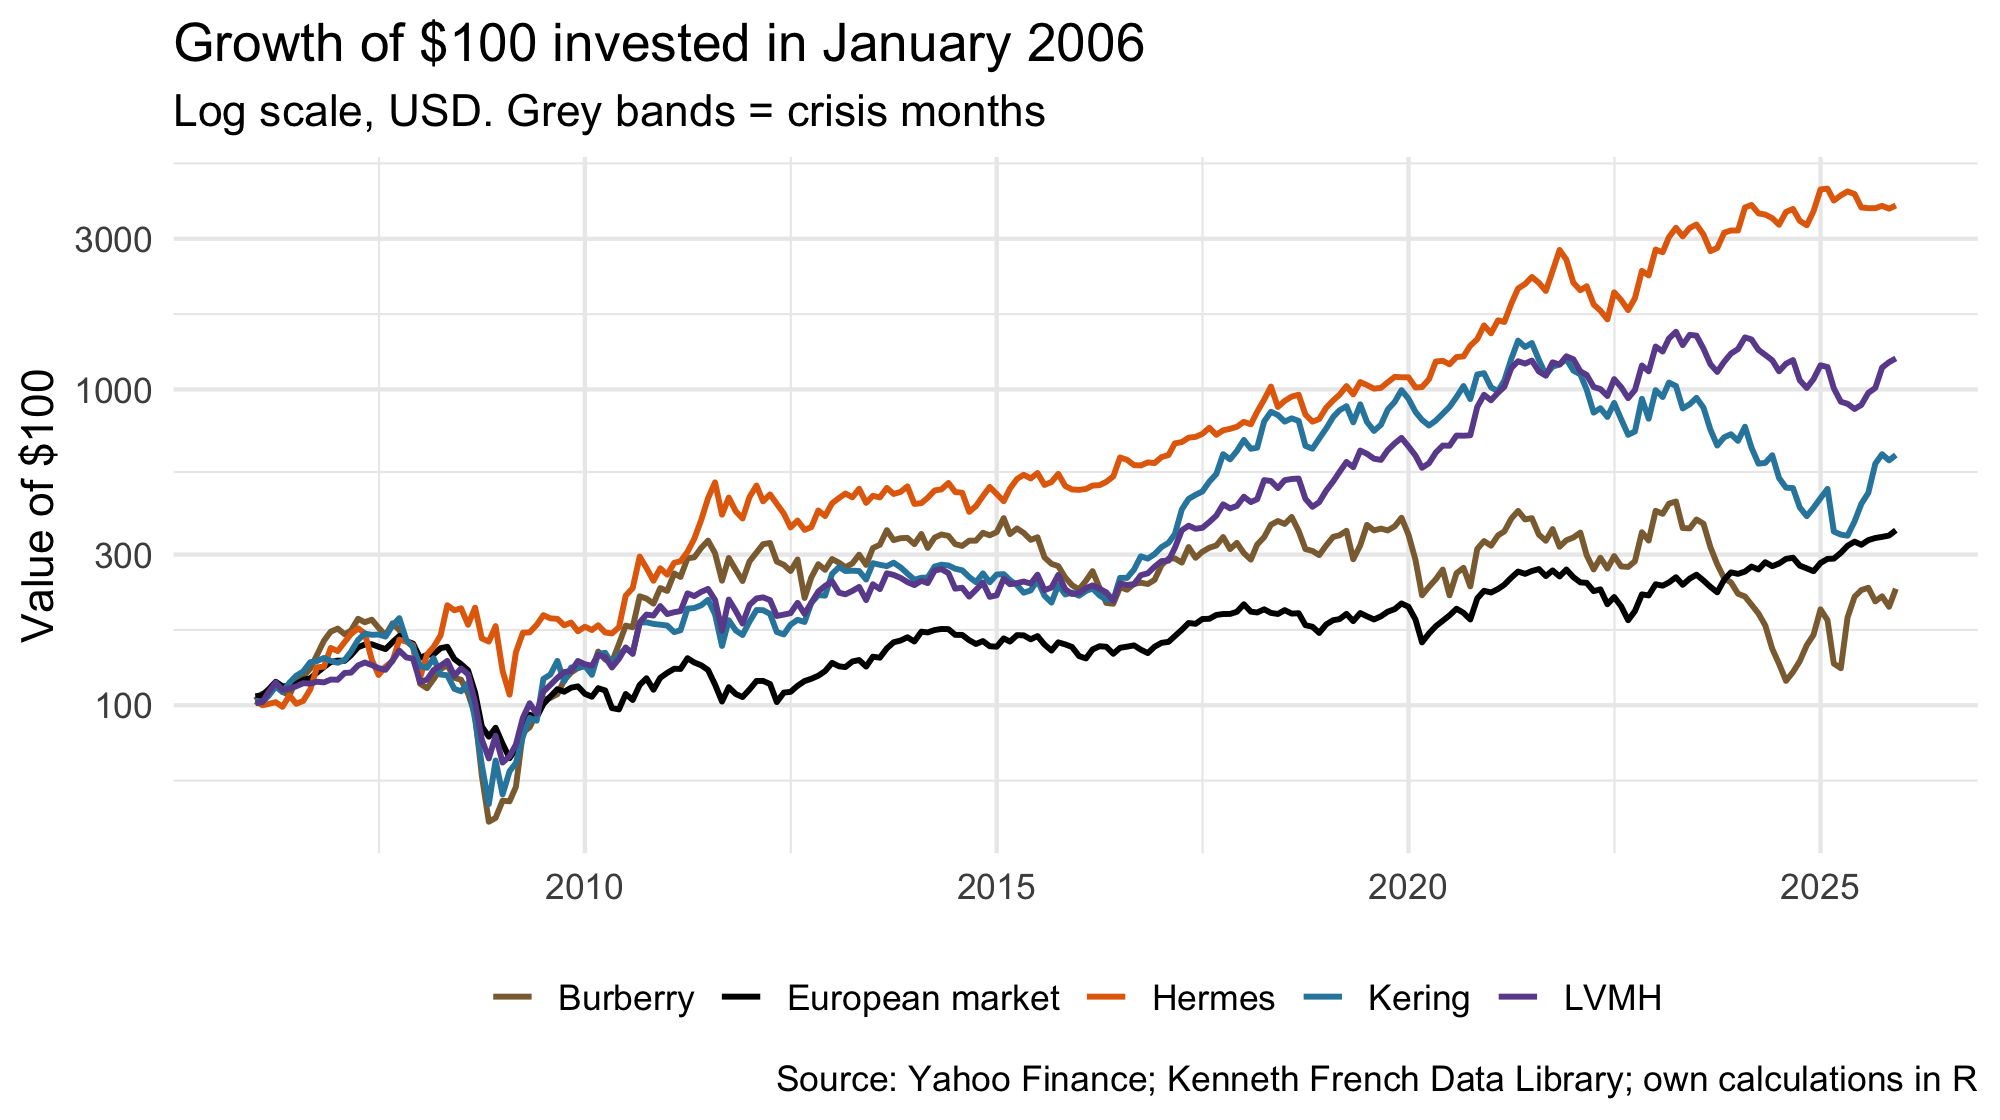 Growth of $100 invested in January 2006
Log scale, USD. Grey bands = crisis months
Value of $100
3000
1000
300
100
2010 2015 2020 2025
Burberry European market Hermes Kering LVMH
Source: Yahoo Finance; Kenneth French Data Library; own calculations in R